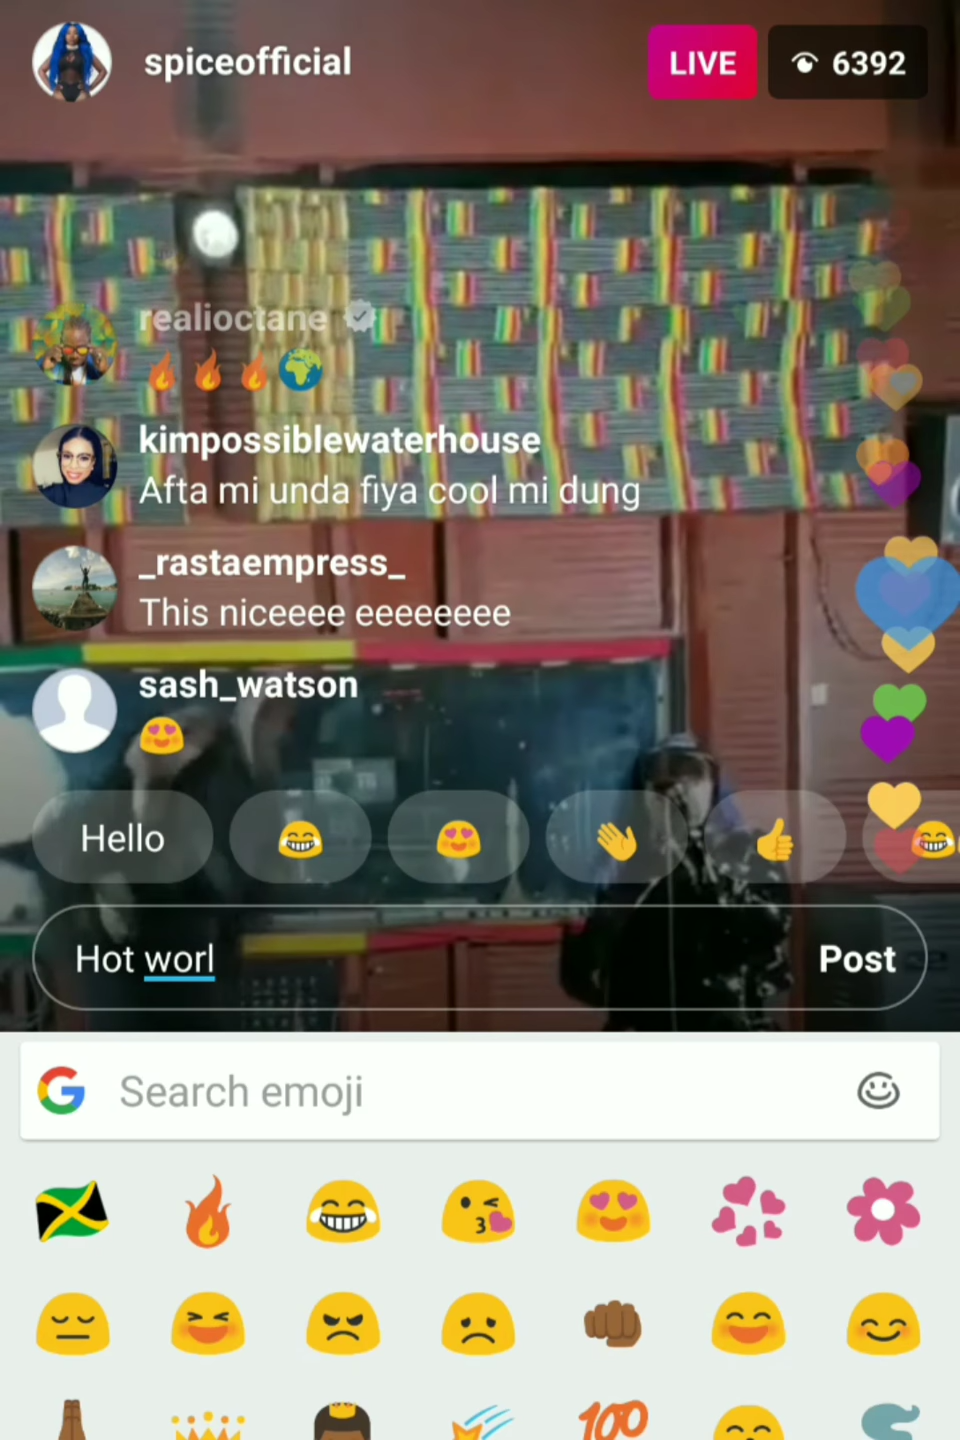 spiceofficial
LIVE
6392
realioctane
kimpossiblewaterhouse
Afta mi unda fiya cool mi dung
_rastaempress_
This niceeee eeeeeeee
sash_watson
Hello
Hot worl
Post
Search emoji
100